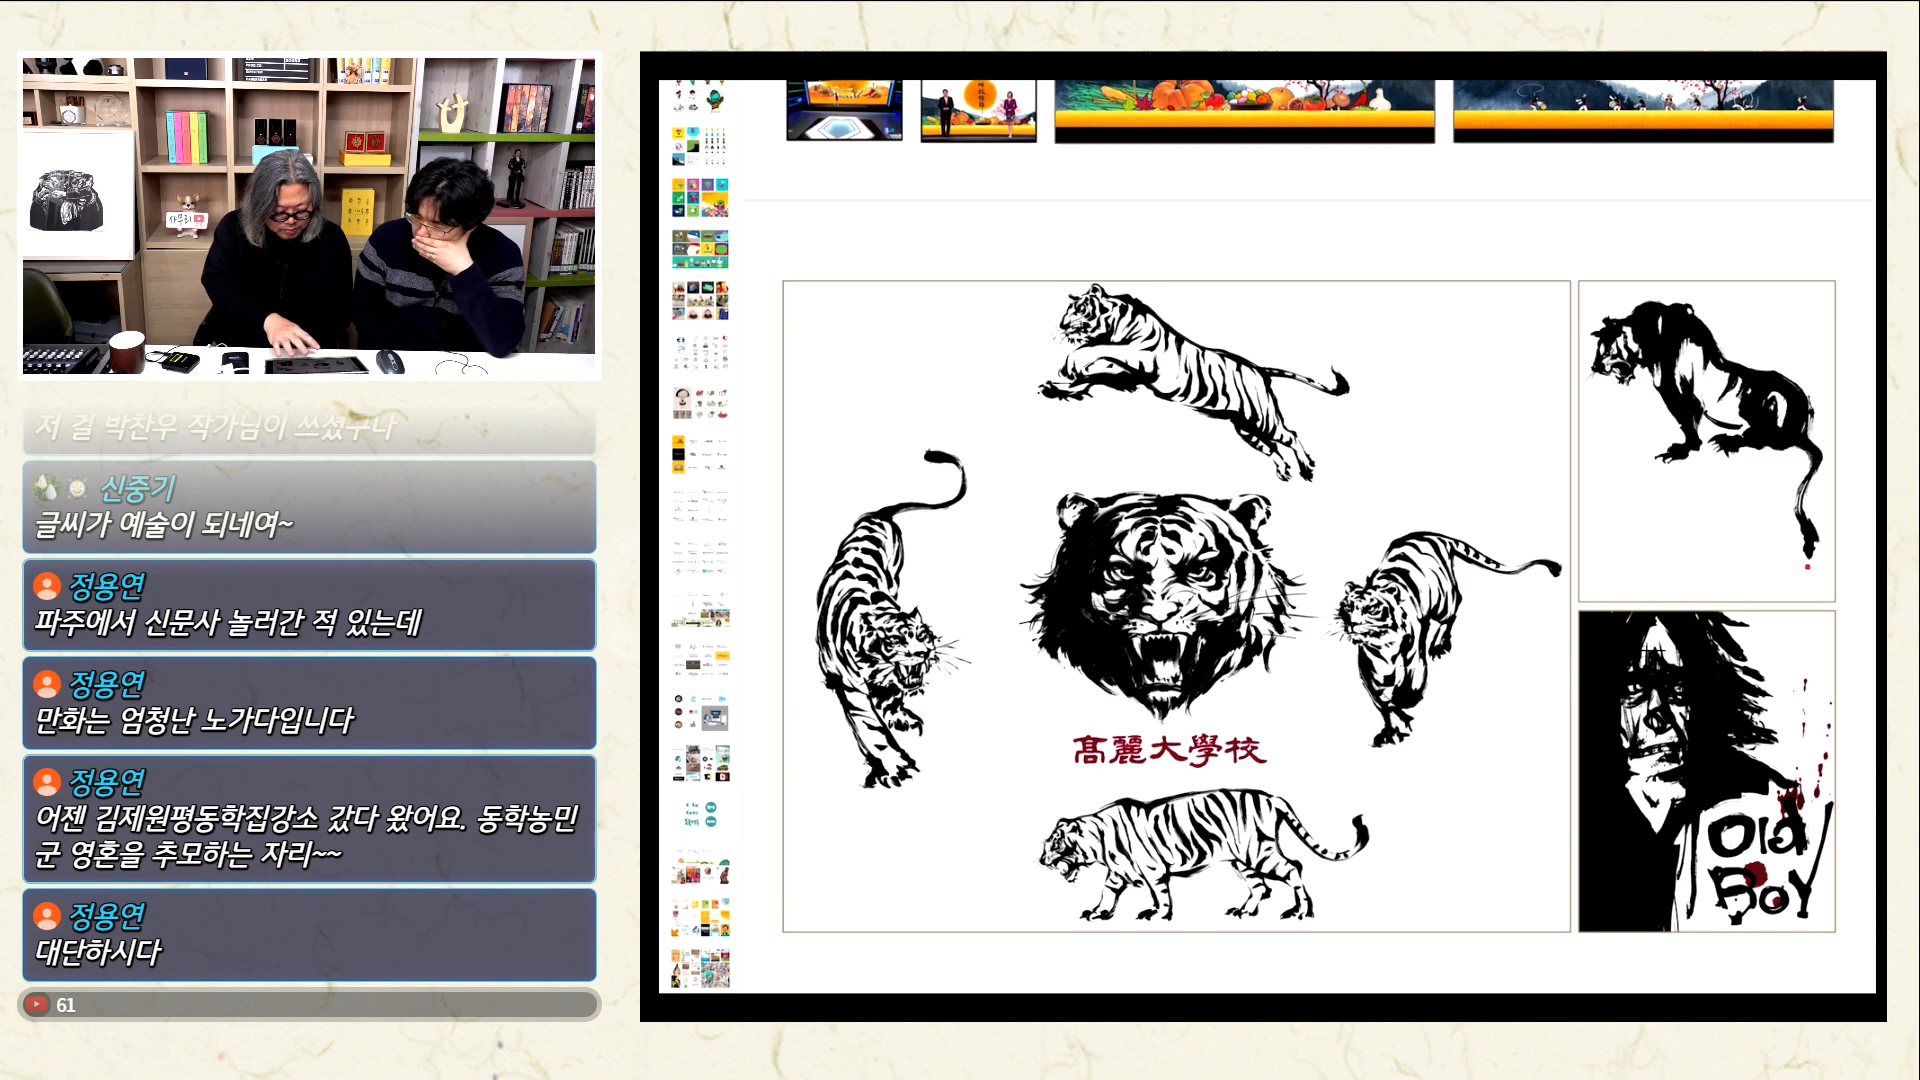 사모리
저 걸 박찬우 작가님이 쓰셨구나
신중기
글씨가 예술이 되네여~
정용연
파주에서 신문사 놀러간 적 있는데
정용연
만화는 엄청난 노가다입니다
정용연
어젠 김제원평동학집강소 갔다 왔어요. 동학농민
군 영혼을 추모하는 자리~~
정용연
대단하시다
61
高麗大學校
Old
Boy